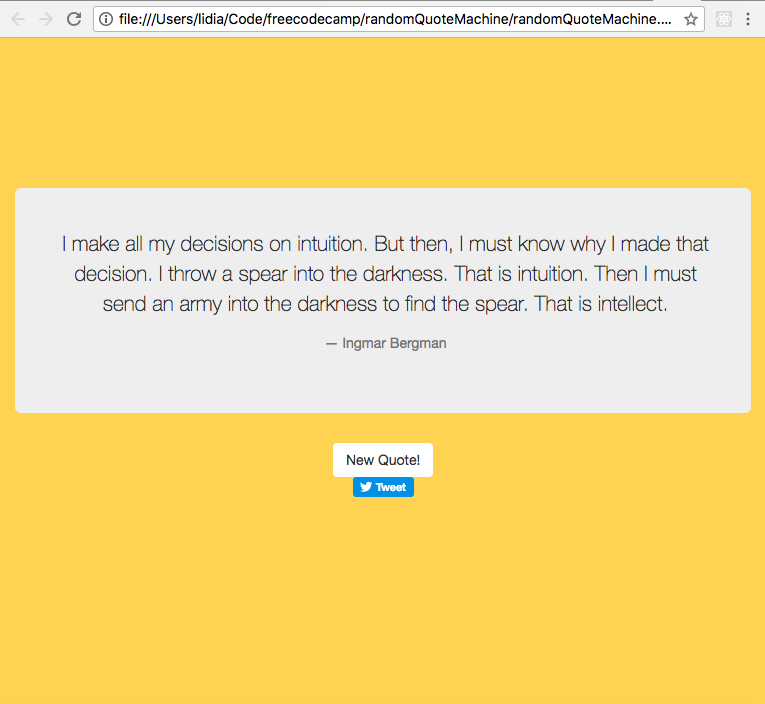 file:///Users/lidia/Code/freecodecamp/randomQuoteMachine/randomQuoteMachine....
I make all my decisions on intuition. But then, I must know why I made that
decision. I throw a spear into the darkness. That is intuition. Then I must
send an army into the darkness to find the spear. That is intellect.
— Ingmar Bergman
New Quote!
Tweet